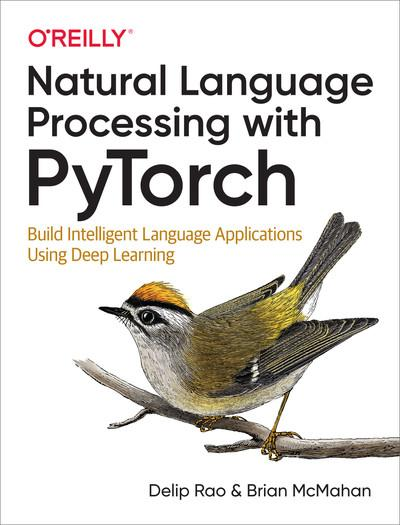 O'REILLY®
Natural Language
Processing with
PyTorch
Build Intelligent Language Applications
Using Deep Learning
Delip Rao & Brian McMahan